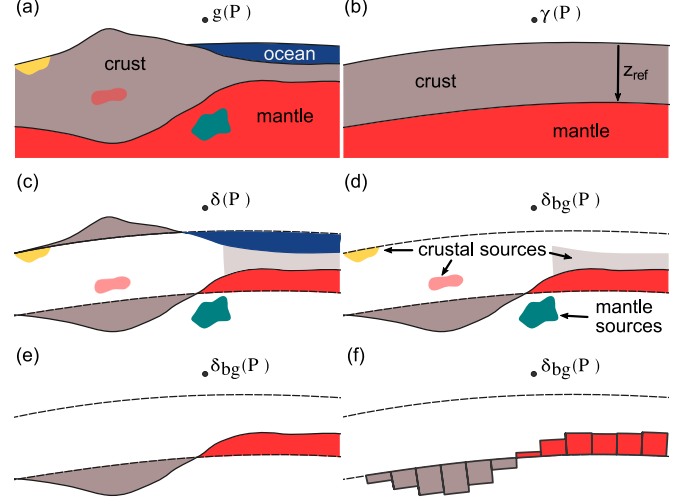 (a)
g(P)
crust
ocean
mantle
(b)
γ(P)
crust
z_ref
mantle
(c)
δ(P)
(d)
δ_bg(P)
crustal sources
mantle
sources
(e)
δ_bg(P)
(f)
δ_bg(P)